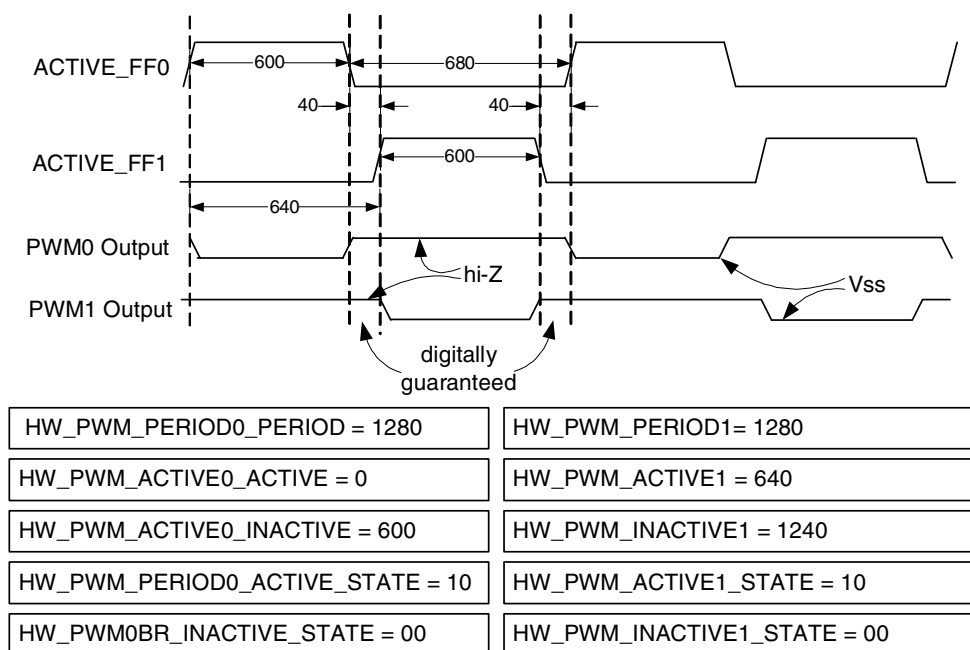 ACTIVE_FF0
600
680
40
40
ACTIVE_FF1
600
640
PWM0 Output
hi-Z
Vss
PWM1 Output
digitally
guaranteed
HW_PWM_PERIOD0_PERIOD = 1280
HW_PWM_PERIOD1= 1280
HW_PWM_ACTIVE0_ACTIVE = 0
HW_PWM_ACTIVE1 = 640
HW_PWM_ACTIVE0_INACTIVE = 600
HW_PWM_INACTIVE1 = 1240
HW_PWM_PERIOD0_ACTIVE_STATE = 10
HW_PWM_ACTIVE1_STATE = 10
HW_PWM0BR_INACTIVE_STATE = 00
HW_PWM_INACTIVE1_STATE = 00